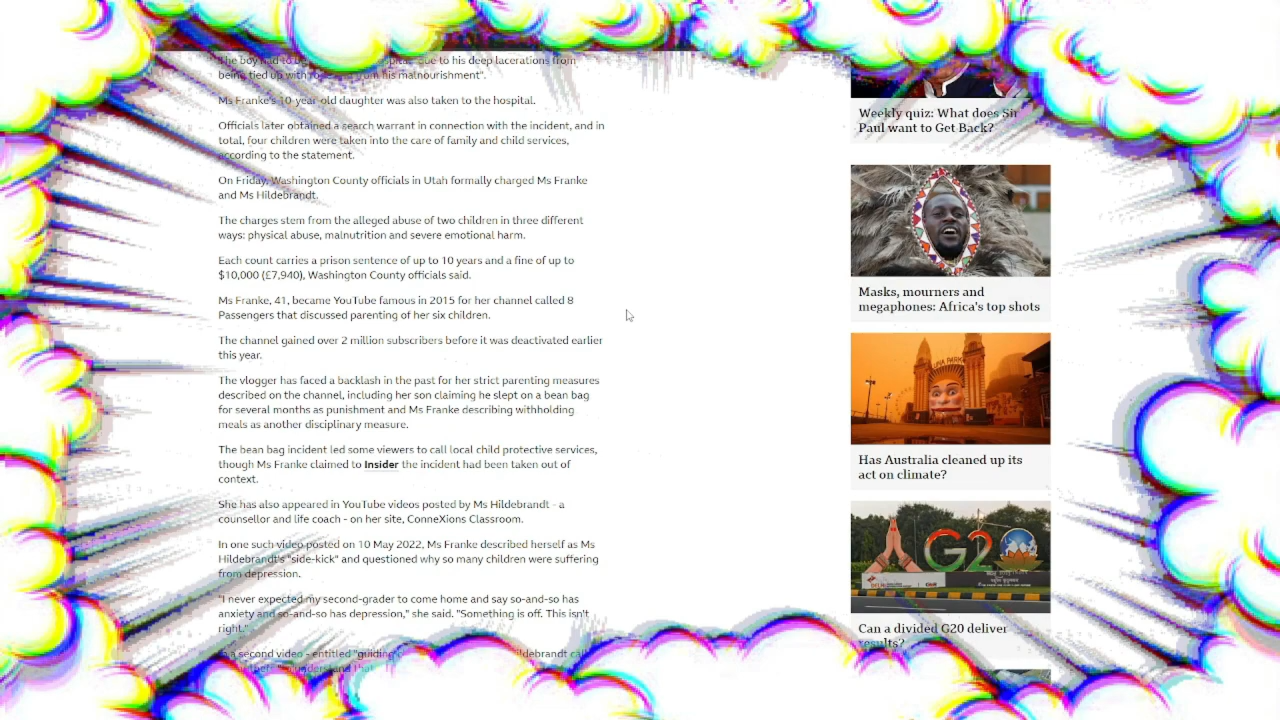 The boy had to be due to his deep lacerations from
being tied up with his malnourishment".
Ms Franke's 10-year-old daughter was also taken to the hospital.
Officials later obtained a search warrant in connection with the incident, and in
total, four children were taken into the care of family and child services,
according to the statement.
On Friday, Washington County officials in Utah formally charged Ms Franke
and Ms Hildebrandt.
The charges stem from the alleged abuse of two children in three different
ways: physical abuse, malnutrition and severe emotional harm.
Each count carries a prison sentence of up to 10 years and a fine of up to
$10,000 (£7,940), Washington County officials said.
Ms Franke, 41, became YouTube famous in 2015 for her channel called 8
Passengers that discussed parenting of her six children.
The channel gained over 2 million subscribers before it was deactivated earlier
this year.
The vlogger has faced a backlash in the past for her strict parenting measures
described on the channel, including her son claiming he slept on a bean bag
for several months as punishment and Ms Franke describing withholding
meals as another disciplinary measure.
The bean bag incident led some viewers to call local child protective services,
though Ms Franke claimed to Insider the incident had been taken out of
context.
She has also appeared in YouTube videos posted by Ms Hildebrandt - a
counsellor and life coach - on her site, ConneXions Classroom.
In one such video posted on 10 May 2022, Ms Franke described herself as Ms
Hildebrandt's "side-kick" and questioned why so many children were suffering
from depression.
"I never expected my second-grader to come home and say so-and-so has
anxiety and so-and-so has depression," she said. "Something is off. This isn't
right."
In a second video - entitled "guiding
Weekly quiz: What does Sir
Paul want to Get Back?
Masks, mourners and
megaphones: Africa's top shots
LUNA PARK
Has Australia cleaned up its
act on climate?
G20
Can a divided G20 deliver
results?